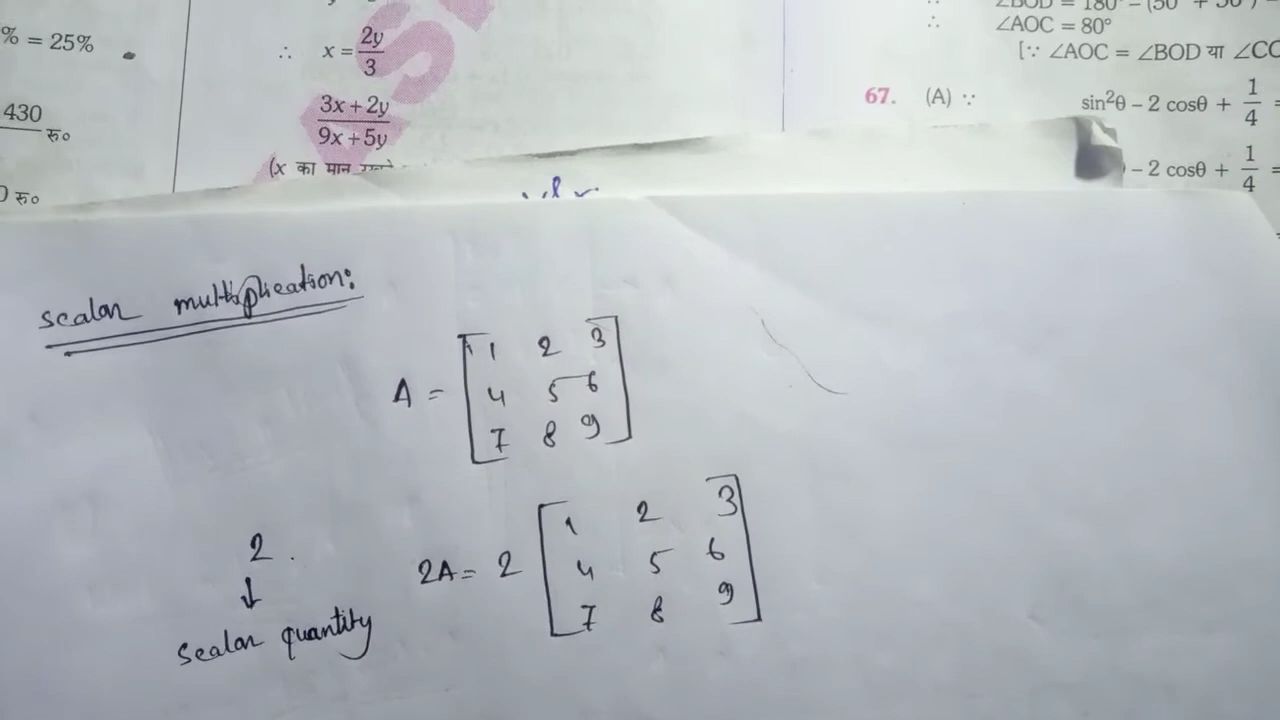 % = 25%
430
रु०
रु०
∴ x = 2y/3
3x + 2y
9x + 5y
(x का मान
∴ ∠AOC = 80°
[∵ ∠AOC = ∠BOD या
67. (A) ∵ sin²θ – 2 cosθ + 1/4 =
– 2 cosθ + 1/4 =
scalar multiplication:
A = [1 2 3
4 5 6
7 8 9]
2A = 2 [1 2 3
4 5 6
7 8 9]
2
↓
scalar quantity